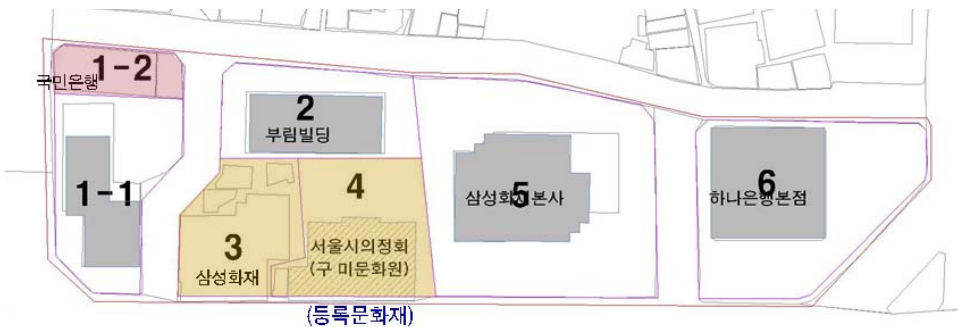 1-2
국민은행
1-1
2
부림빌딩
3
삼성화재
4
서울시의정회
(구 미문화원)
(등록문화재)
5
삼성화재본사
6
하나은행본점